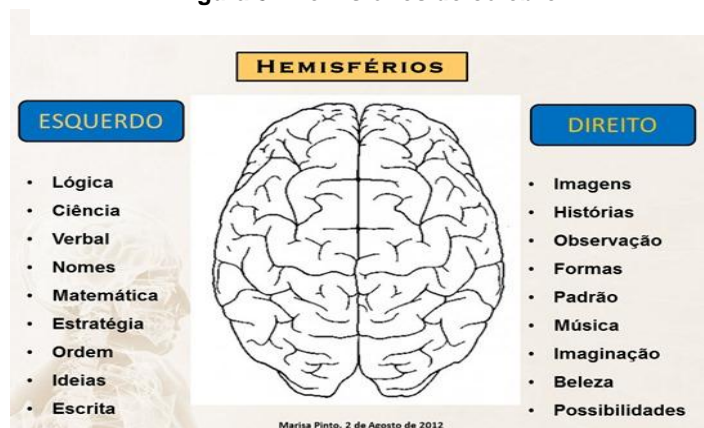 HEMISFÉRIOS
ESQUERDO
• Lógica
• Ciência
• Verbal
• Nomes
• Matemática
• Estratégia
• Ordem
• Ideias
• Escrita
DIREITO
• Imagens
• Histórias
• Observação
• Formas
• Padrão
• Música
• Imaginação
• Beleza
• Possibilidades
Marisa Pinto, 2 de Agosto de 2012